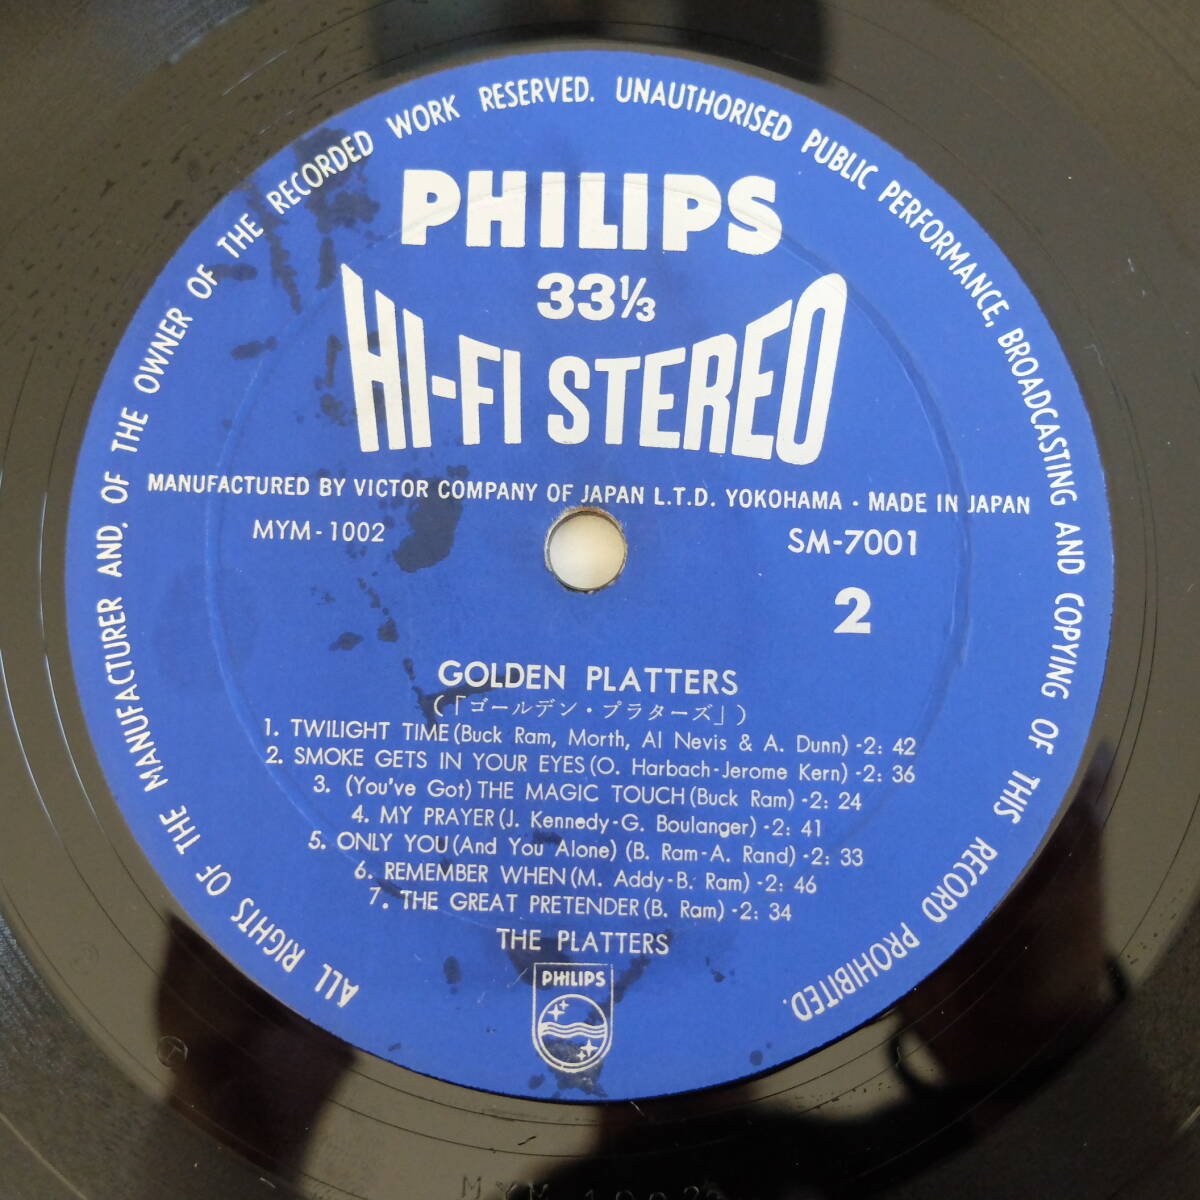 ALL RIGHTS OF THE MANUFACTURER AND, OF THE OWNER OF THE RECORDED WORK RESERVED. UNAUTHORISED PUBLIC PERFORMANCE, BROADCASTING AND COPYING OF THIS RECORD PROHIBITED.
PHILIPS
33⅓
HI-FI STEREO
MANUFACTURED BY VICTOR COMPANY OF JAPAN L.T.D. YOKOHAMA · MADE IN JAPAN
MYM-1002 SM-7001
2
GOLDEN PLATTERS
(「ゴールデン・プラターズ」)
1. TWILIGHT TIME (Buck Ram, Morth, Al Nevis & A. Dunn) -2: 42
2. SMOKE GETS IN YOUR EYES (O. Harbach-Jerome Kern) -2: 36
3. (You've Got) THE MAGIC TOUCH (Buck Ram) -2: 24
4. MY PRAYER (J. Kennedy-G. Boulanger) -2: 41
5. ONLY YOU (And You Alone) (B. Ram-A. Rand) -2: 33
6. REMEMBER WHEN (M. Addy-B. Ram) -2: 46
7. THE GREAT PRETENDER (B. Ram) -2: 34
THE PLATTERS
PHILIPS
MYM 1002